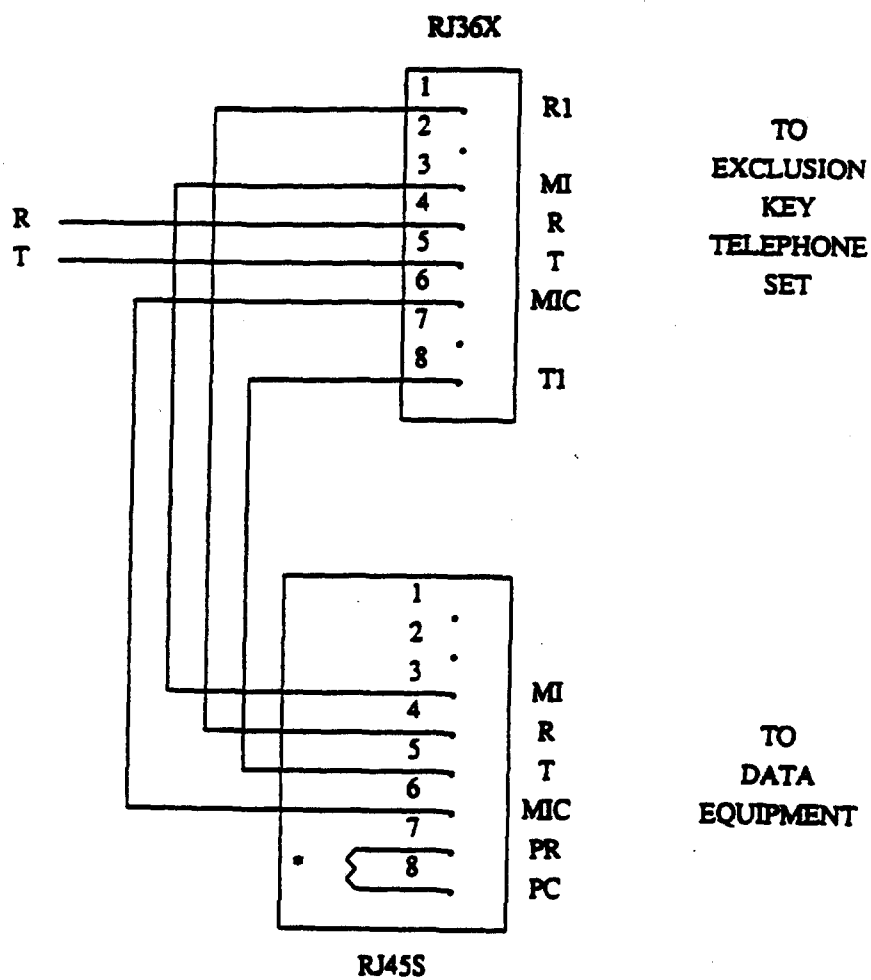 RJ36X
1
R1
2
3
MI
4
R
R
5
T
T
6
MIC
7
8
T1
TO
EXCLUSION
KEY
TELEPHONE
SET
1
2
3
MI
4
R
5
T
6
MIC
7
PR
*
8
PC
TO
DATA
EQUIPMENT
RJ45S